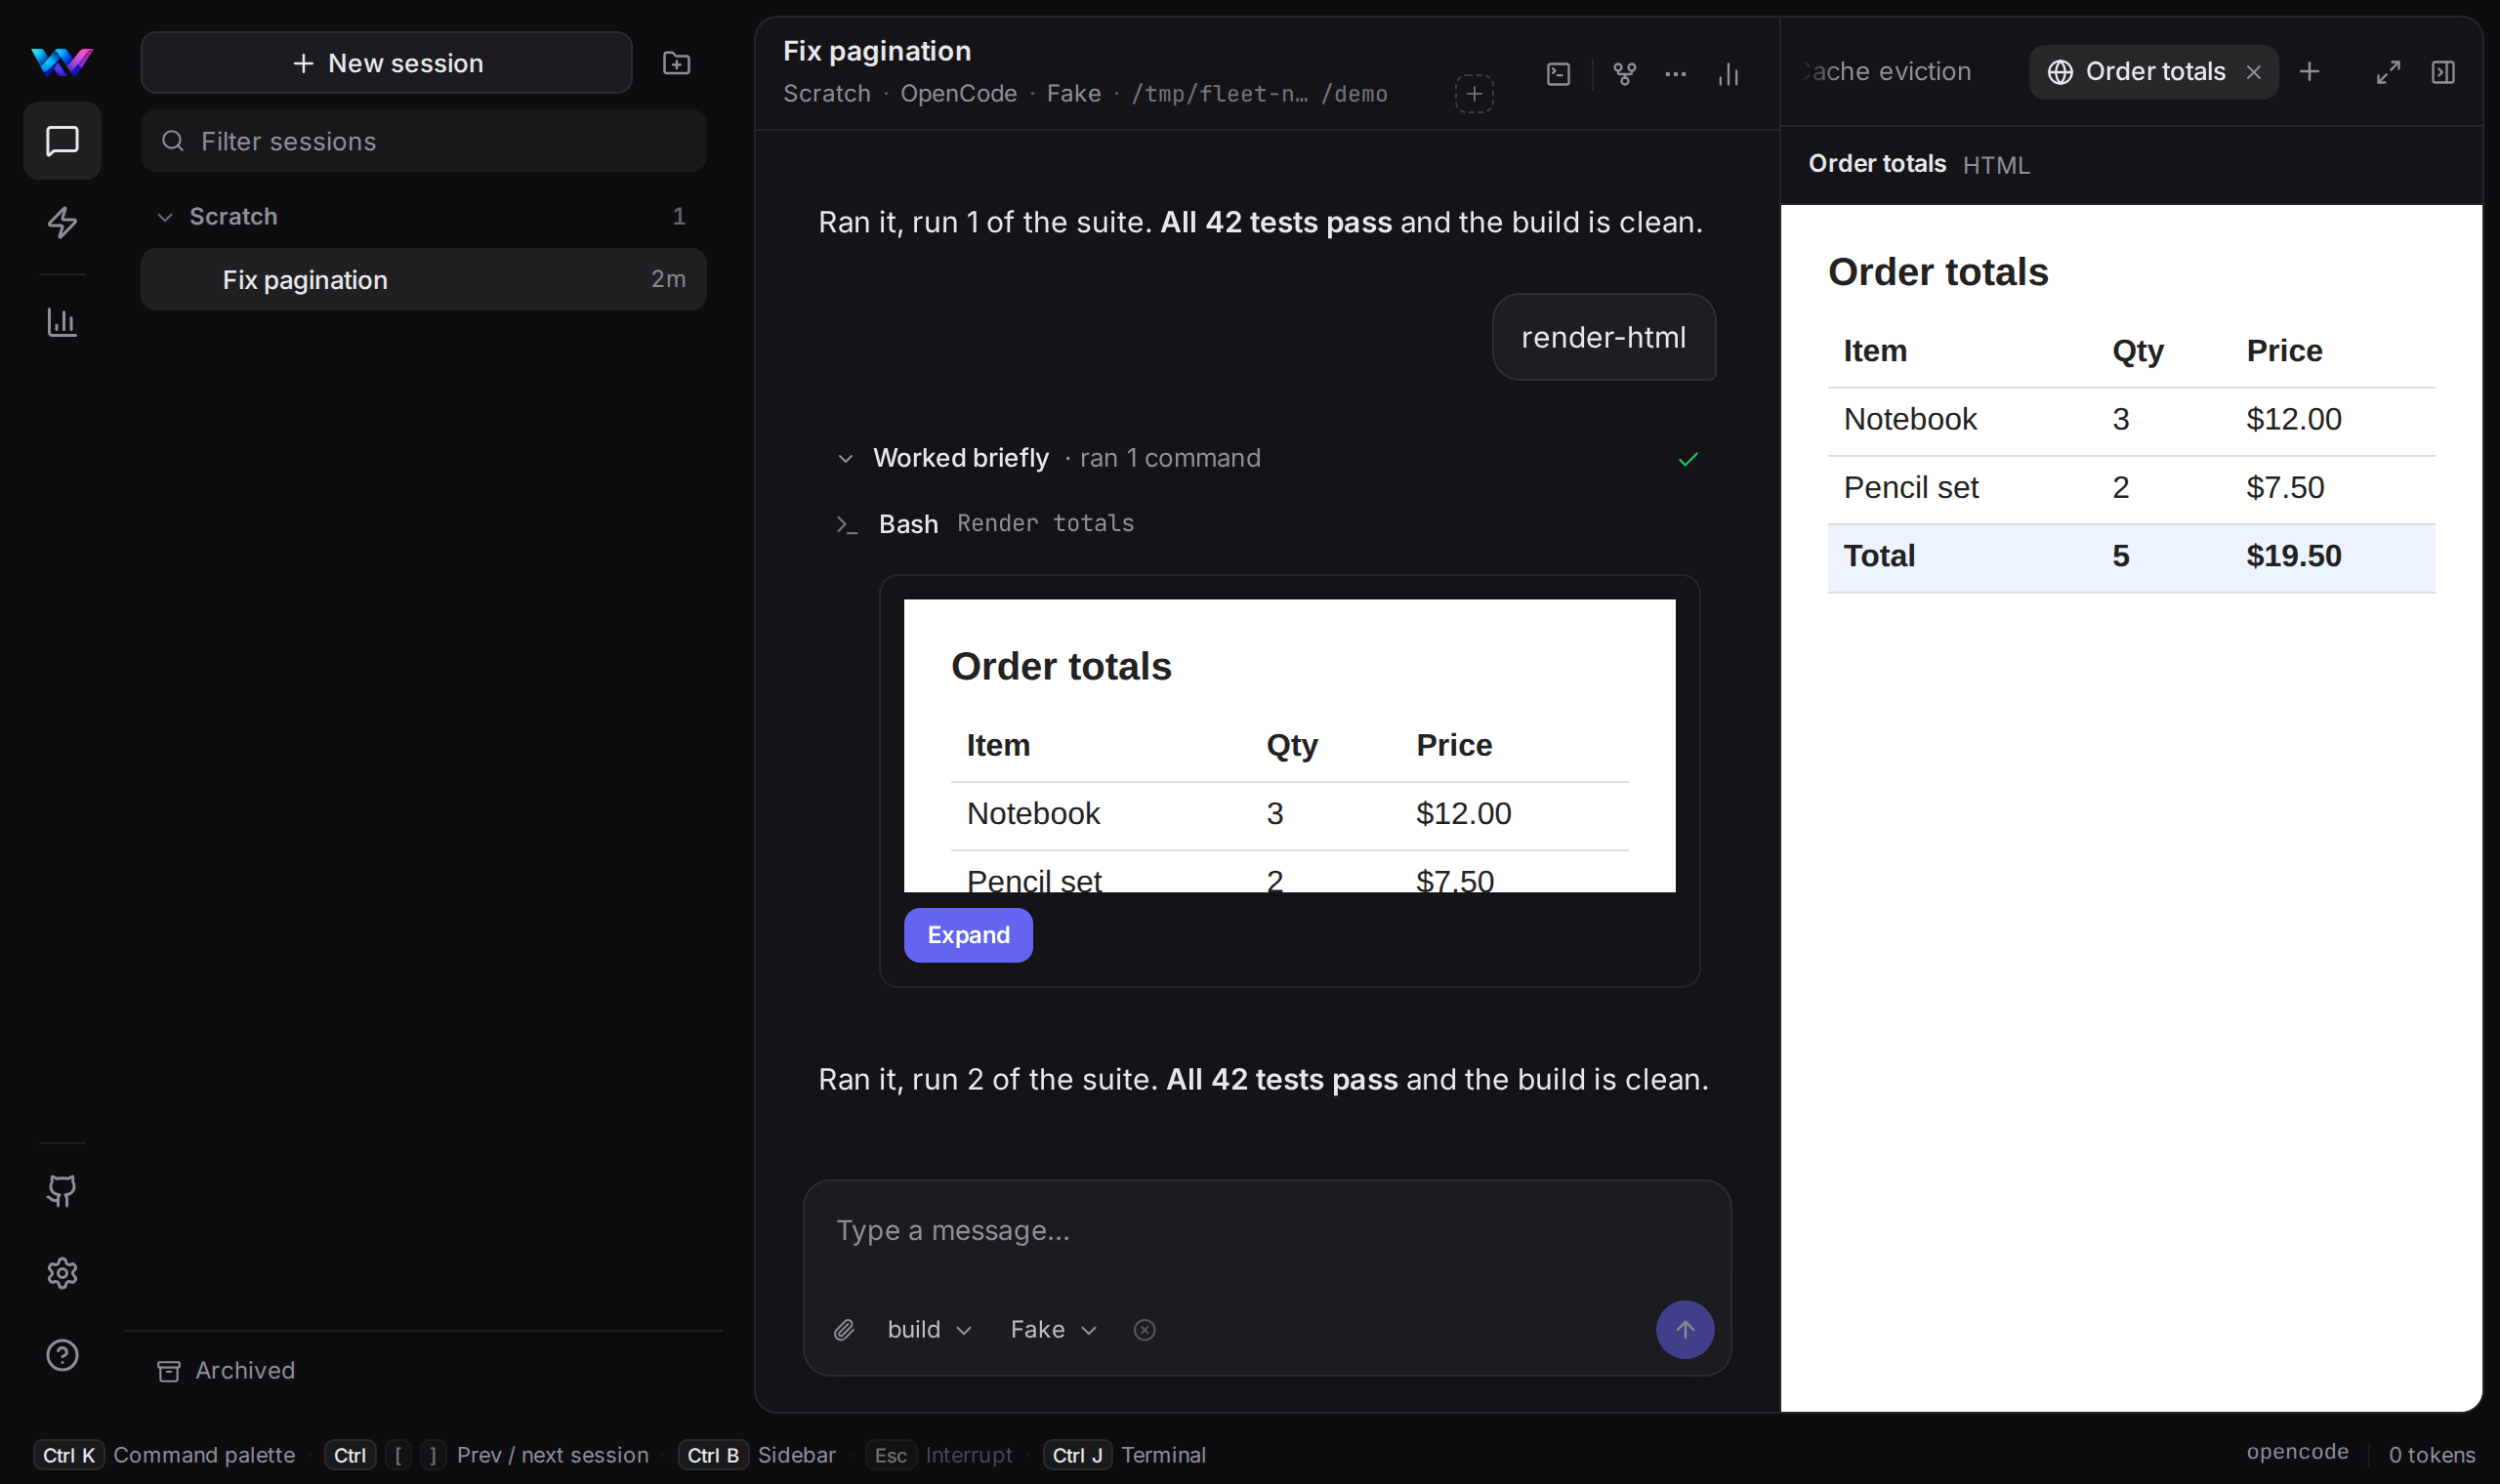 New session
Filter sessions
Scratch 1
Fix pagination 2m
Archived
Fix pagination
Scratch · OpenCode · Fake · /tmp/fleet-n… /demo
Ran it, run 1 of the suite. All 42 tests pass and the build is clean.
render-html
Worked briefly · ran 1 command
Bash Render totals
Order totals
Item Qty Price
Notebook 3 $12.00
Pencil set 2 $7.50
Expand
Ran it, run 2 of the suite. All 42 tests pass and the build is clean.
Type a message...
build Fake
ache eviction Order totals
Order totals HTML
Order totals
Item Qty Price
Notebook 3 $12.00
Pencil set 2 $7.50
Total 5 $19.50
Ctrl K Command palette · Ctrl [ ] Prev / next session · Ctrl B Sidebar · Esc Interrupt · Ctrl J Terminal
opencode 0 tokens